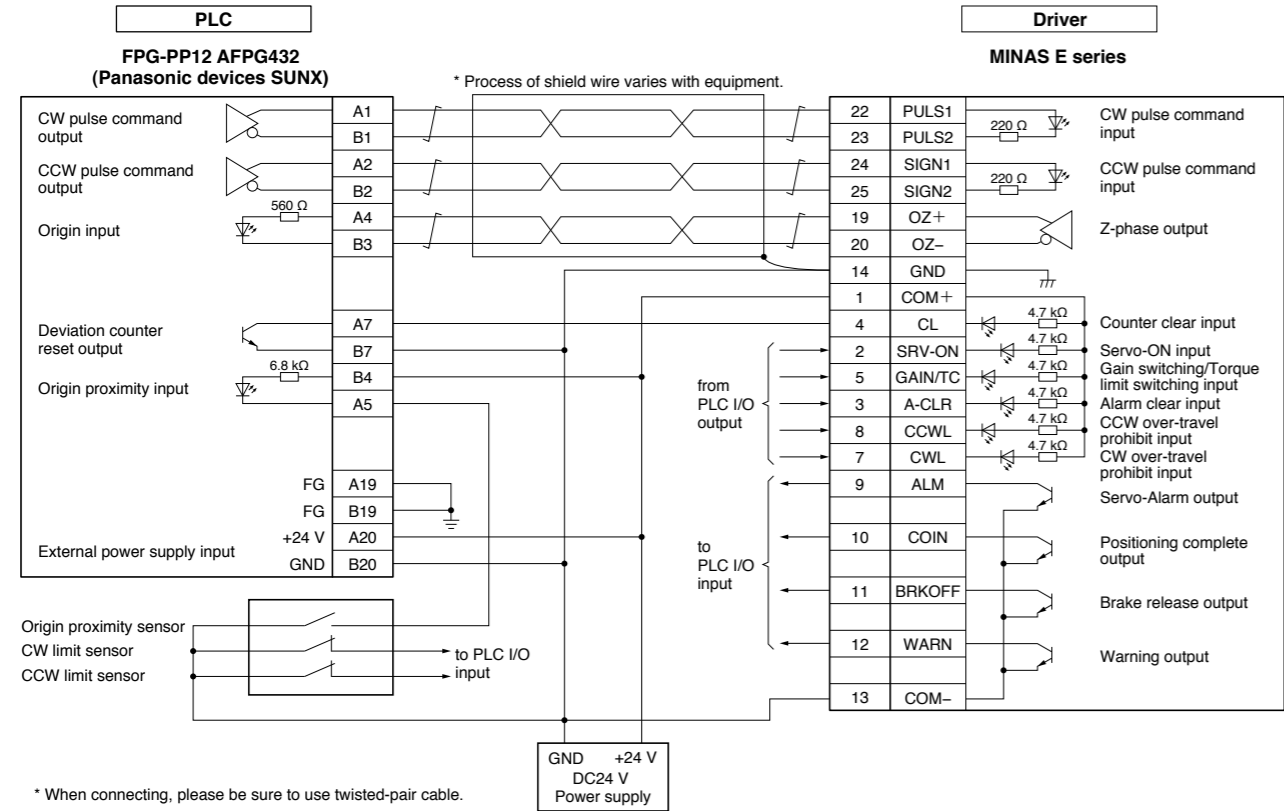 PLC
Driver
FPG-PP12 AFPG432
(Panasonic devices SUNX)
MINAS E series
* Process of shield wire varies with equipment.
CW pulse command
output
A1
B1
CCW pulse command
output
A2
B2
560 Ω
Origin input
A4
B3
Deviation counter
reset output
A7
B7
6.8 kΩ
Origin proximity input
B4
A5
FG A19
FG B19
+24 V A20
External power supply input
GND B20
Origin proximity sensor
CW limit sensor
CCW limit sensor
to PLC I/O
input
22 PULS1
23 PULS2
220 Ω
CW pulse command
input
24 SIGN1
25 SIGN2
220 Ω
CCW pulse command
input
19 OZ+
20 OZ−
Z-phase output
14 GND
1 COM+
4 CL 4.7 kΩ Counter clear input
2 SRV-ON 4.7 kΩ Servo-ON input
5 GAIN/TC 4.7 kΩ Gain switching/Torque
limit switching input
3 A-CLR 4.7 kΩ Alarm clear input
8 CCWL 4.7 kΩ CCW over-travel
prohibit input
7 CWL 4.7 kΩ CW over-travel
prohibit input
from
PLC I/O
output
9 ALM Servo-Alarm output
10 COIN Positioning complete
output
11 BRKOFF Brake release output
12 WARN Warning output
13 COM−
to
PLC I/O
input
GND +24 V
DC24 V
Power supply
* When connecting, please be sure to use twisted-pair cable.